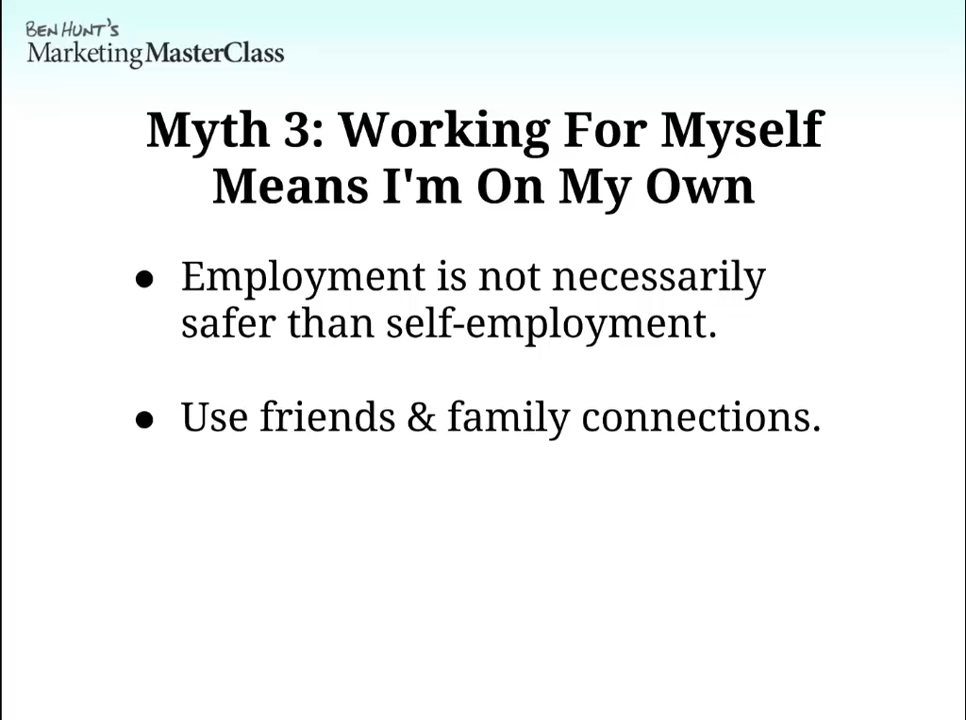 BEN HUNT'S
Marketing MasterClass
Myth 3: Working For Myself
Means I'm On My Own
● Employment is not necessarily
safer than self-employment.
● Use friends & family connections.